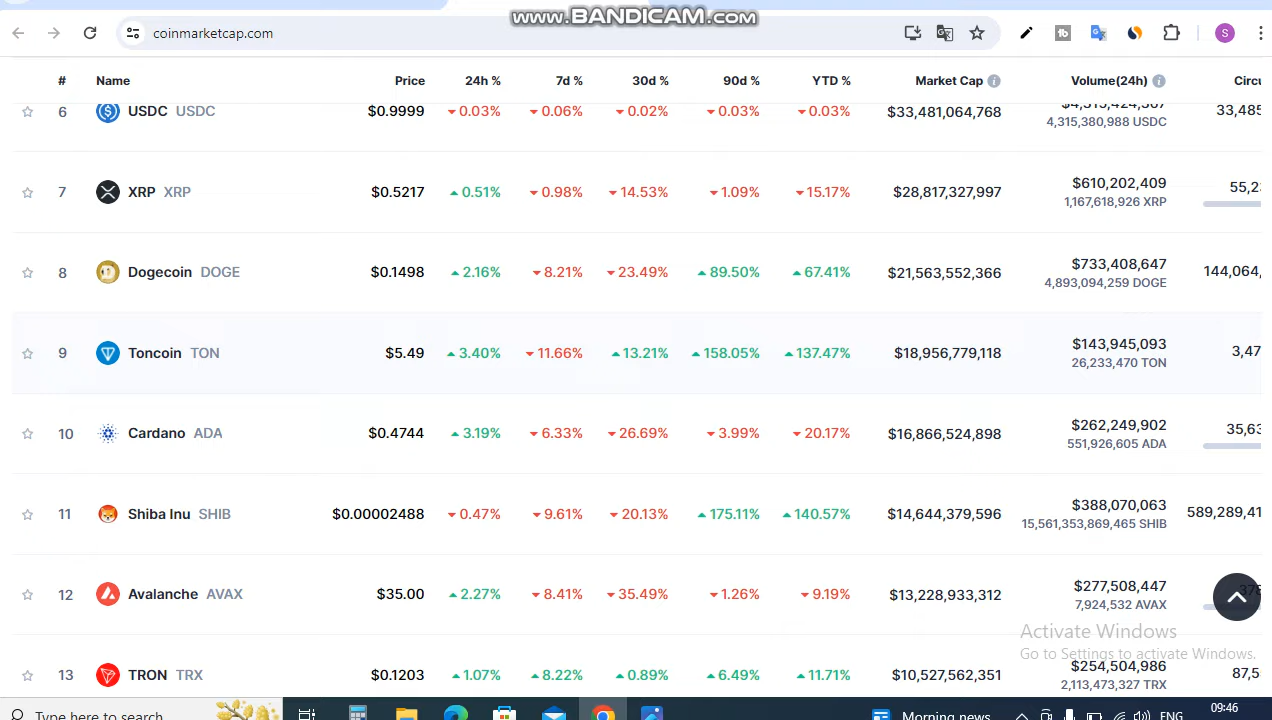 www.BANDICAM.com
coinmarketcap.com
S
# Name Price 24h % 7d % 30d % 90d % YTD % Market Cap Volume(24h) Circu
6 USDC USDC $0.9999 0.03% 0.06% 0.02% 0.03% 0.03% $33,481,064,768 33,485
4,315,380,988 USDC
7 XRP XRP $0.5217 0.51% 0.98% 14.53% 1.09% 15.17% $28,817,327,997 $610,202,409 55,2
1,167,618,926 XRP
8 Dogecoin DOGE $0.1498 2.16% 8.21% 23.49% 89.50% 67.41% $21,563,552,366 $733,408,647 144,064,
4,893,094,259 DOGE
9 Toncoin TON $5.49 3.40% 11.66% 13.21% 158.05% 137.47% $18,956,779,118 $143,945,093 3,47
26,233,470 TON
10 Cardano ADA $0.4744 3.19% 6.33% 26.69% 3.99% 20.17% $16,866,524,898 $262,249,902 35,63
551,926,605 ADA
11 Shiba Inu SHIB $0.00002488 0.47% 9.61% 20.13% 175.11% 140.57% $14,644,379,596 $388,070,063 589,289,41
15,561,353,869,465 SHIB
12 Avalanche AVAX $35.00 2.27% 8.41% 35.49% 1.26% 9.19% $13,228,933,312 $277,508,447
7,924,532 AVAX
Activate Windows
Go to Settings to activate Windows.
13 TRON TRX $0.1203 1.07% 8.22% 0.89% 6.49% 11.71% $10,527,562,351 $254,504,986 87,5
2,113,473,327 TRX
Type here to search Morning news ENG 09:46